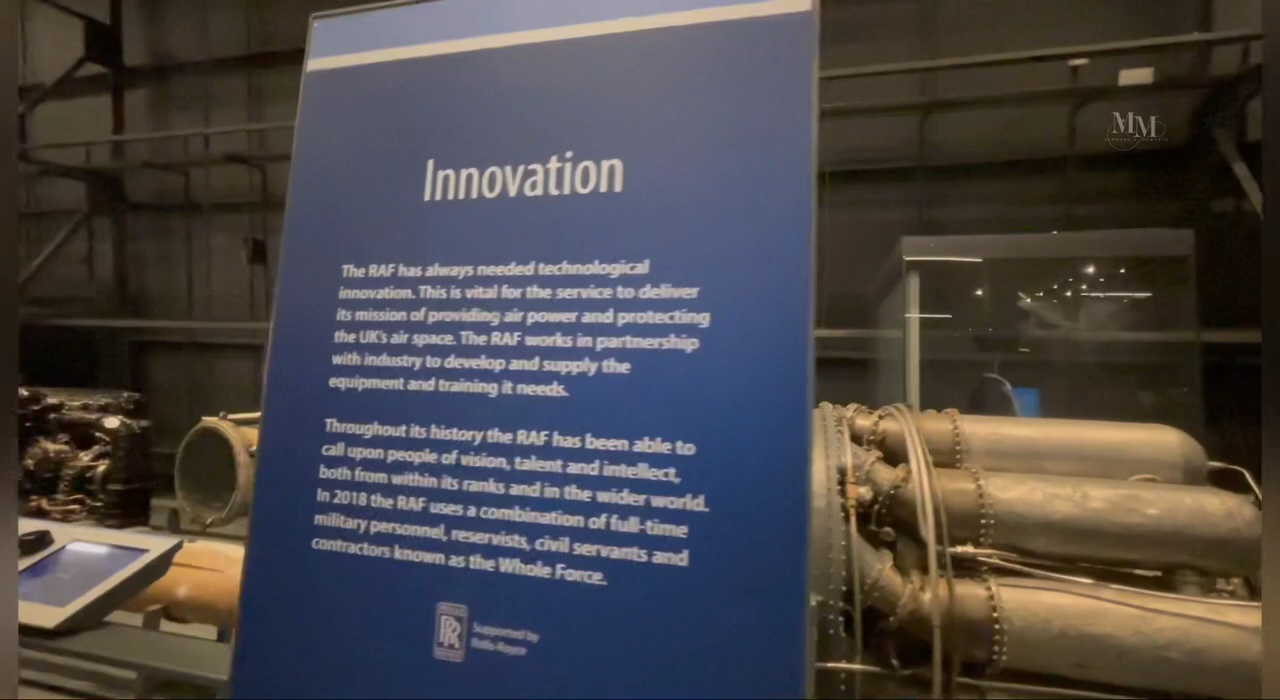 MM
Innovation
The RAF has always needed technological
innovation. This is vital for the service to deliver
its mission of providing air power and protecting
the UK's air space. The RAF works in partnership
with industry to develop and supply the
equipment and training it needs.
Throughout its history the RAF has been able to
call upon people of vision, talent and intellect,
both from within its ranks and in the wider world.
In 2018 the RAF uses a combination of full-time
military personnel, reservists, civil servants and
contractors known as the Whole Force.
RR
Supported by
Rolls-Royce